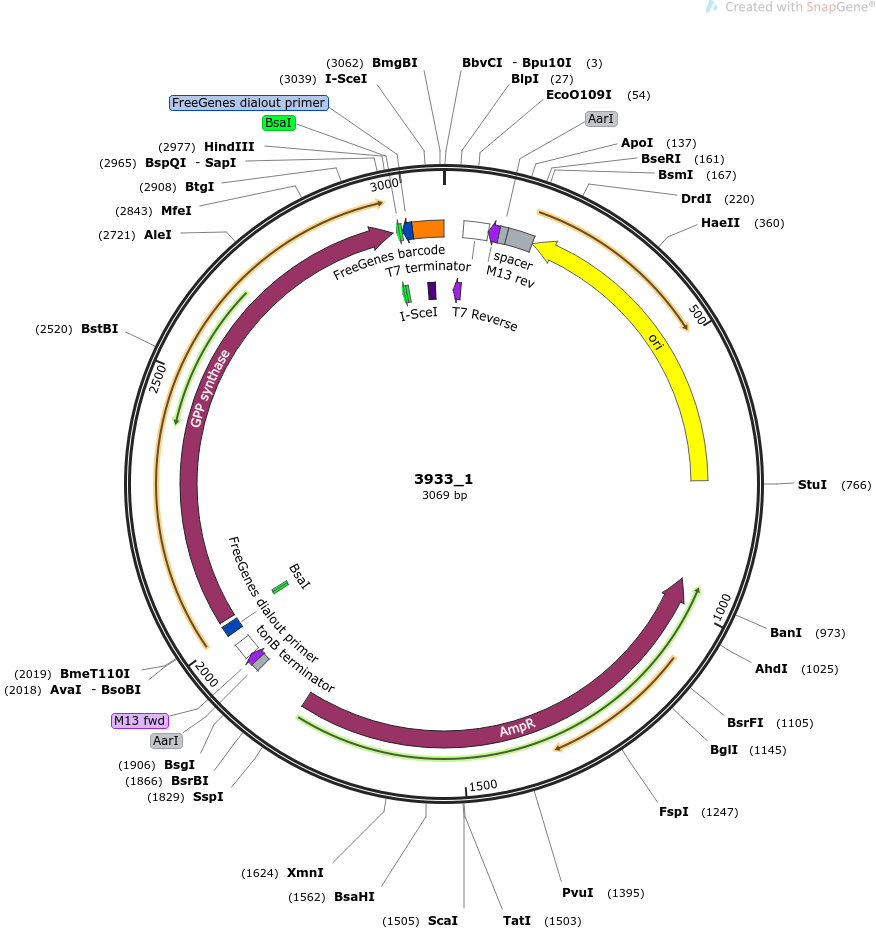 Created with SnapGene®
(3062) BmgBI
BbvCI - Bpu10I (3)
(3039) I-SceI
BlpI (27)
EcoO109I (54)
FreeGenes dialout primer
BsaI
AarI
(2977) HindIII
ApoI (137)
(2965) BspQI - SapI
BseRI (161)
BsmI (167)
(2908) BtgI
3000
DrdI (220)
(2843) MfeI
HaeII (360)
(2721) AleI
FreeGenes barcode
spacer
T7 terminator
M13 rev
I-SceI
T7 Reverse
500
ori
(2520) BstBI
2500
GPP synthase
3933_1
3069 bp
StuI (766)
FreeGenes dialout primer
BsaI
tonB terminator
1000
BanI (973)
(2019) BmeT110I
2000
AhdI (1025)
(2018) AvaI - BsoBI
M13 fwd
AarI
AmpR
BsrFI (1105)
BglI (1145)
(1906) BsgI
(1866) BsrBI
(1829) SspI
1500
FspI (1247)
(1624) XmnI
(1562) BsaHI
PvuI (1395)
(1505) ScaI
TatI (1503)